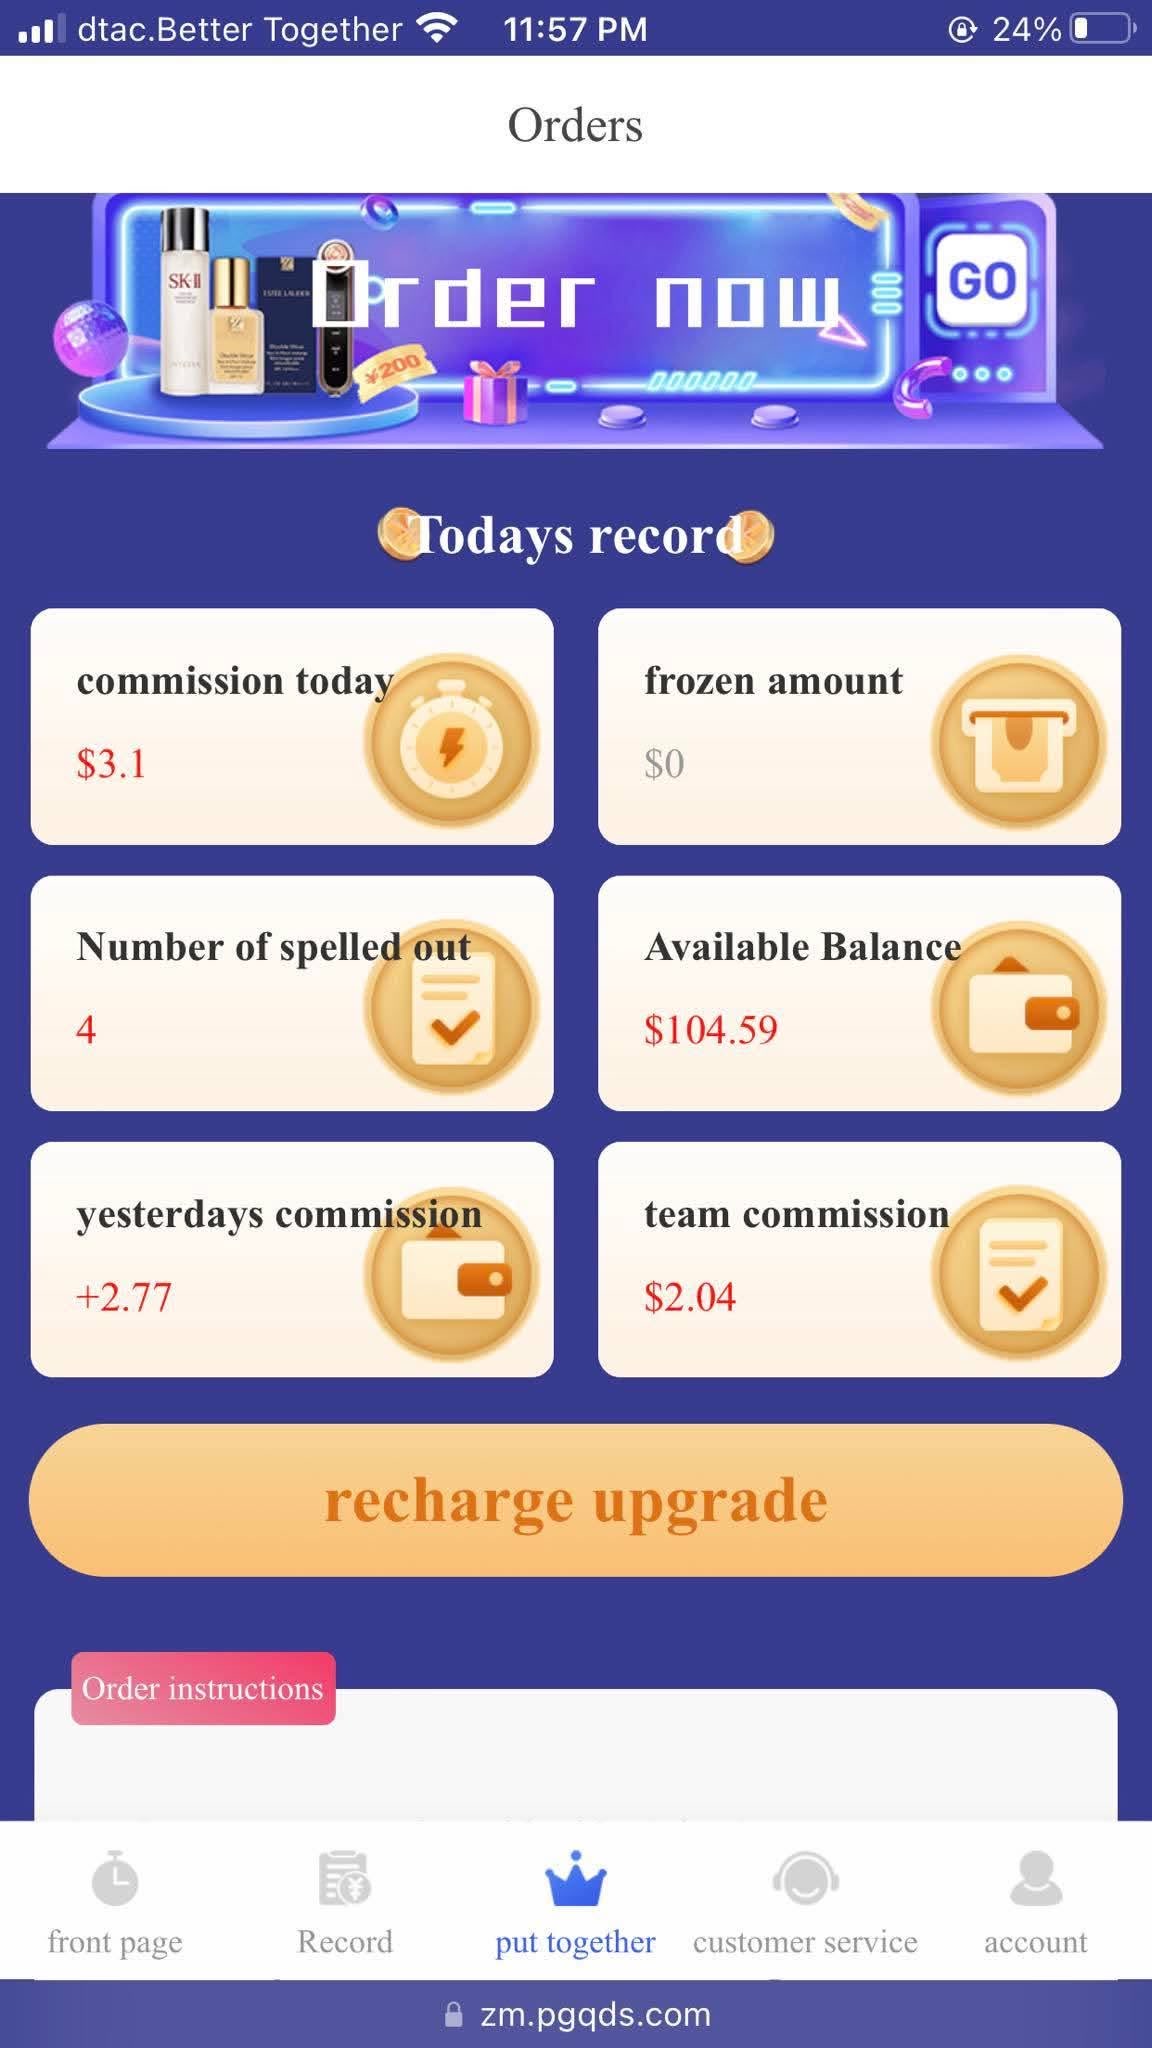 dtac.Better Together 11:57 PM 24%
Orders
SK-II
ESTEE LAUDER
Order now
GO
¥200
Todays record
commission today
$3.1
frozen amount
$0
Number of spelled out
4
Available Balance
$104.59
yesterdays commission
+2.77
team commission
$2.04
recharge upgrade
Order instructions
front page
Record
put together
customer service
account
zm.pgqds.com